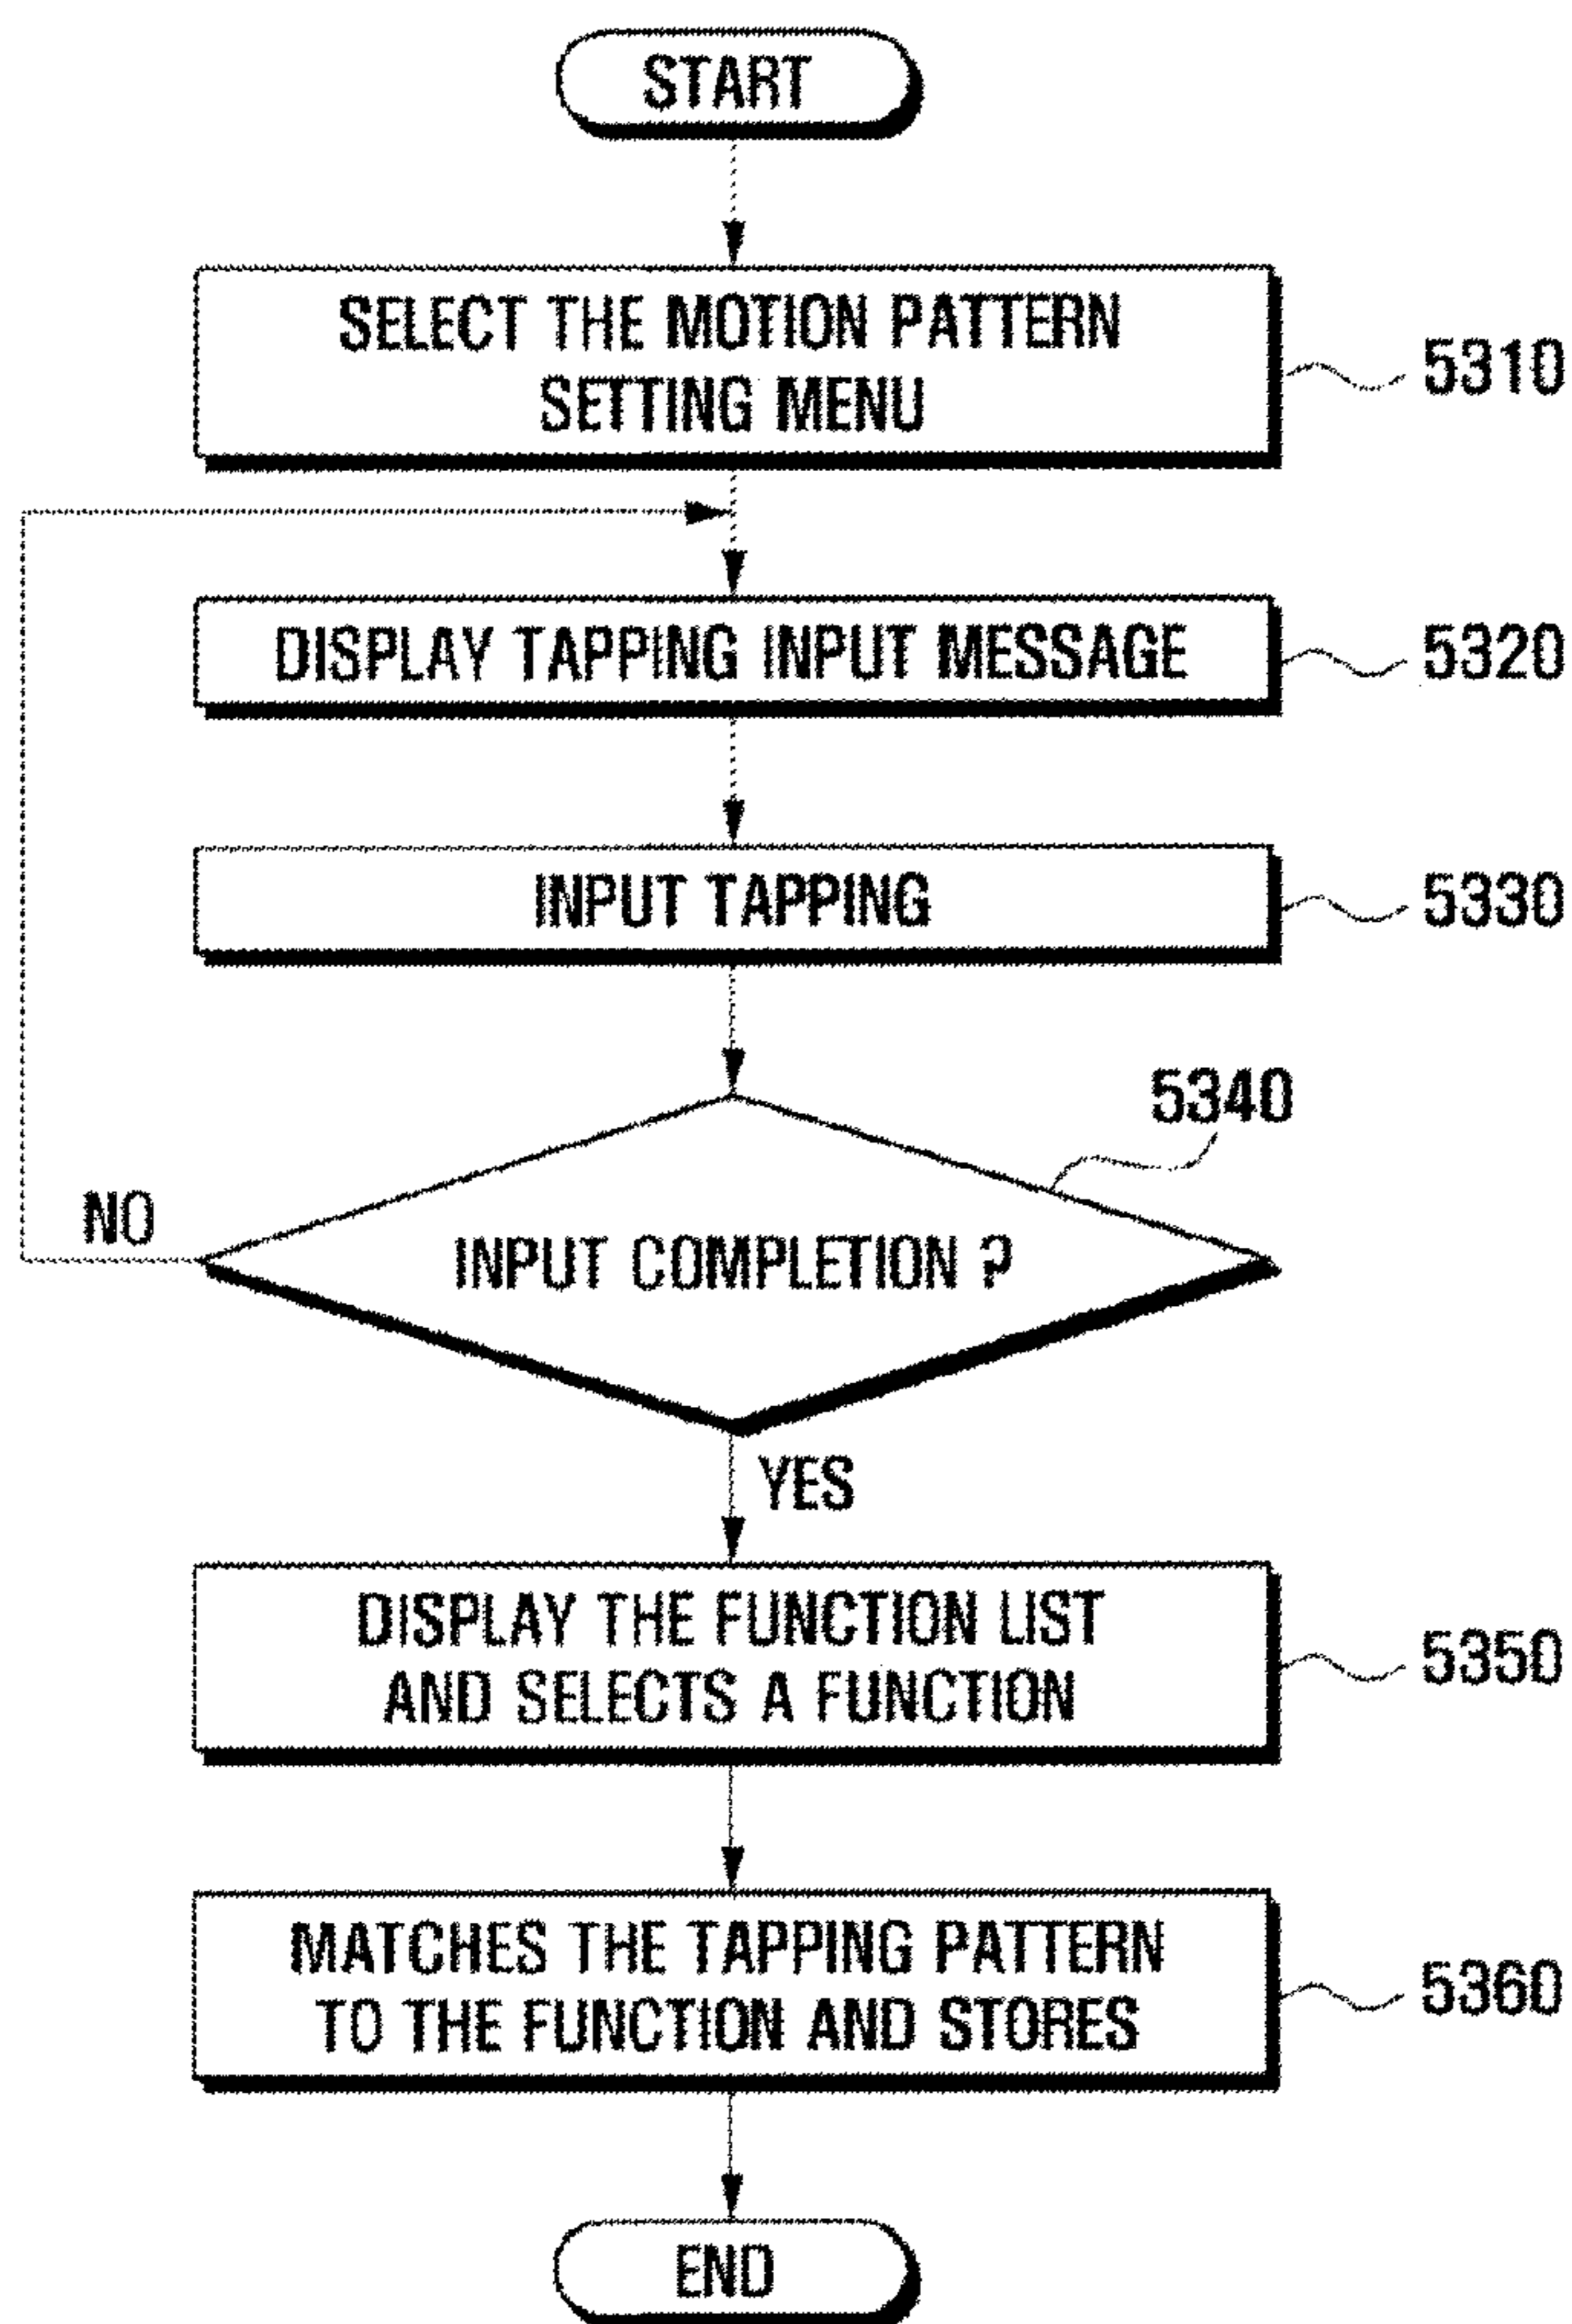 START
SELECT THE MOTION PATTERN
SETTING MENU
5310
DISPLAY TAPPING INPUT MESSAGE
5320
INPUT TAPPING
5330
5340
NO
INPUT COMPLETION ?
YES
DISPLAY THE FUNCTION LIST
AND SELECTS A FUNCTION
5350
MATCHES THE TAPPING PATTERN
TO THE FUNCTION AND STORES
5360
END